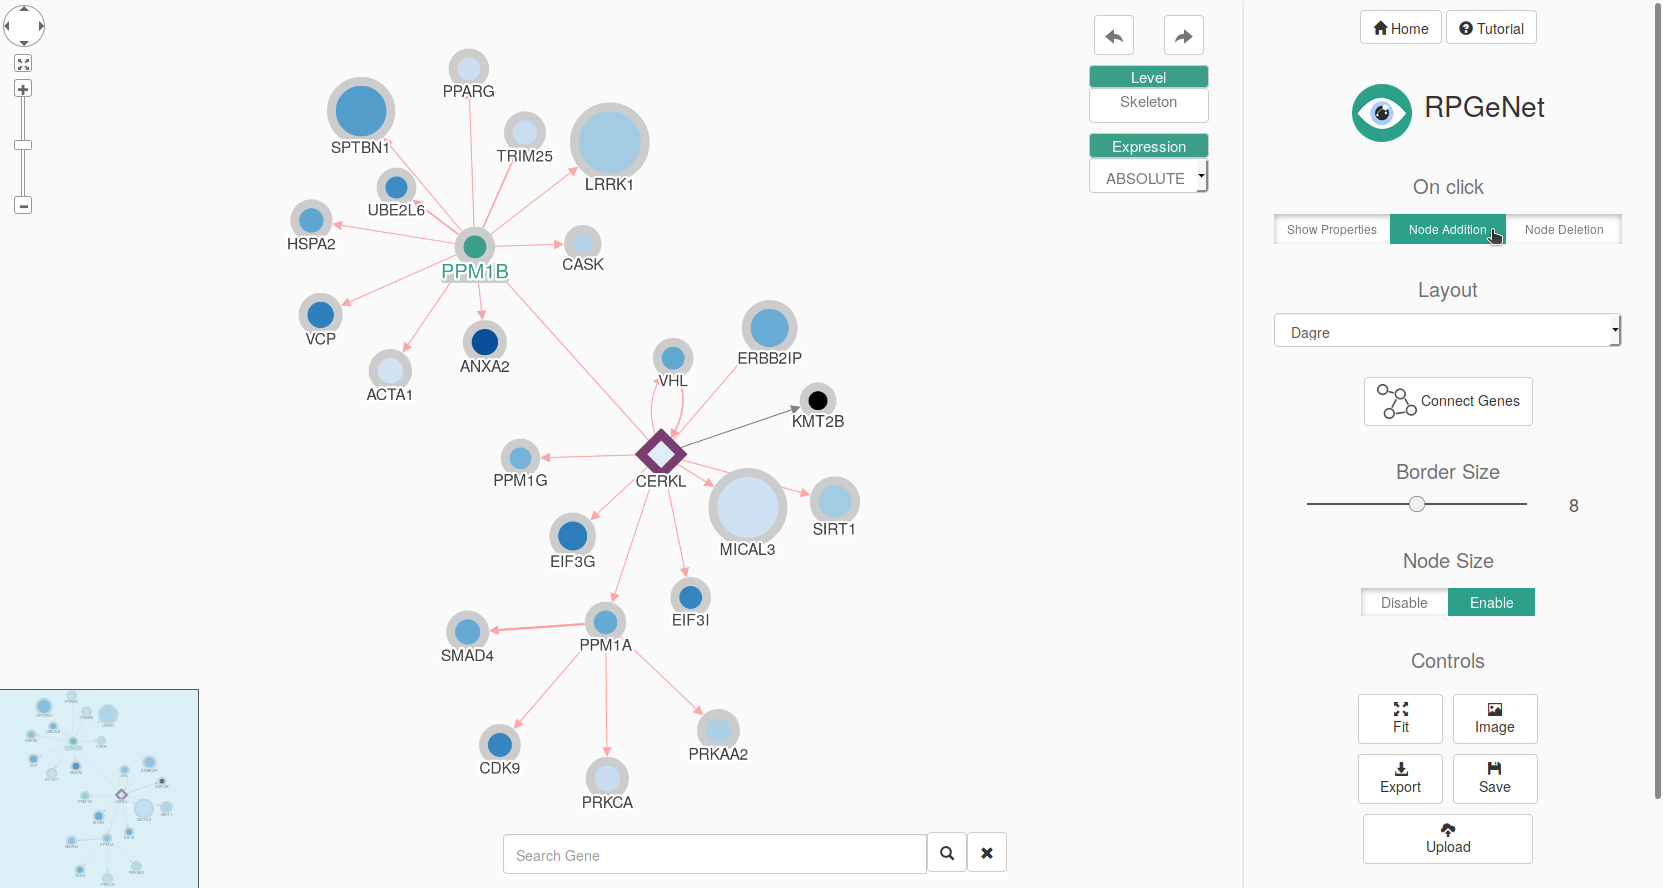 Home
Tutorial
RPGeNet
Level
Skeleton
Expression
ABSOLUTE
On click
Show Properties
Node Addition
Node Deletion
Layout
Dagre
Connect Genes
Border Size
8
Node Size
Disable
Enable
Controls
Fit
Image
Export
Save
Upload
PPARG
SPTBN1
TRIM25
LRRK1
UBE2L6
HSPA2
CASK
PPM1B
VCP
ANXA2
ACTA1
ERBB2IP
VHL
KMT2B
PPM1G
CERKL
SIRT1
MICAL3
EIF3G
EIF3I
PPM1A
SMAD4
PRKAA2
CDK9
PRKCA
Search Gene